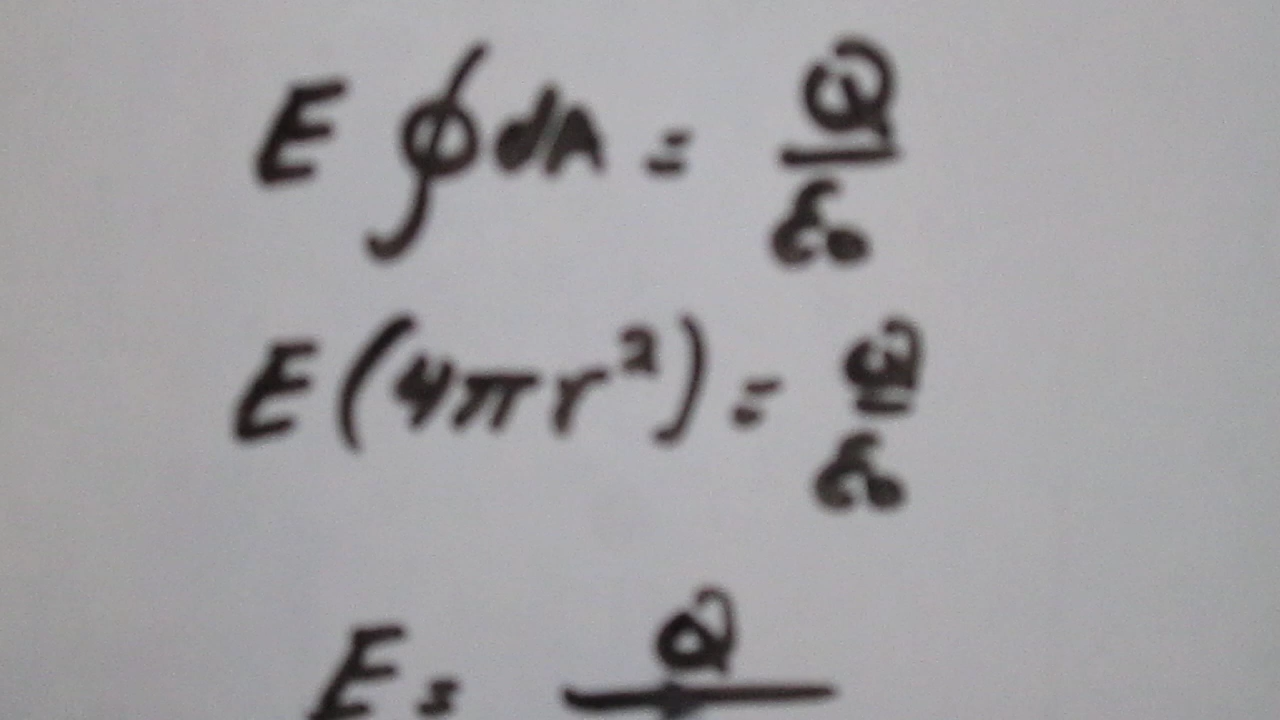 E ∮ dA = Q/ε₀
E(4πr²) = Q/ε₀
E = Q/